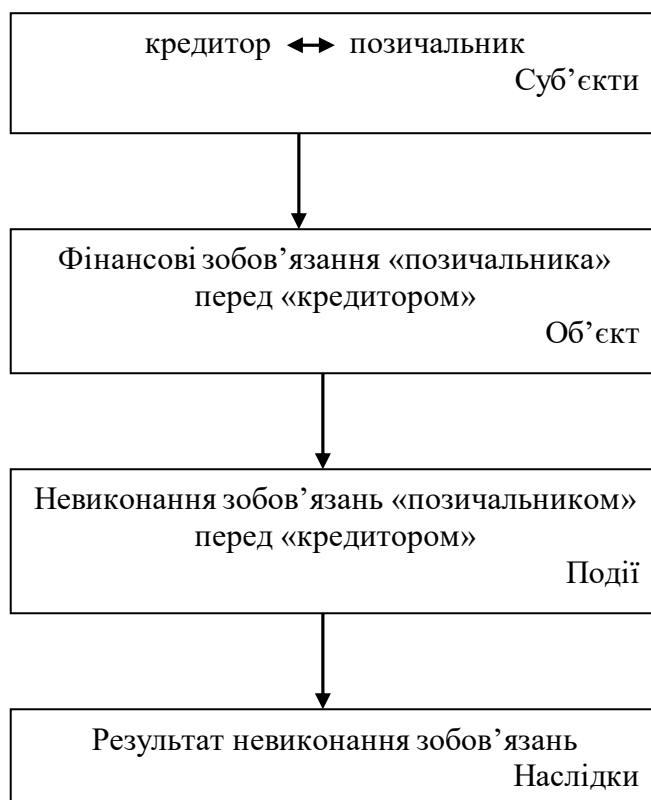 кредитор ↔ позичальник
Суб’єкти
Фінансові зобов’язання «позичальника»
перед «кредитором»
Об’єкт
Невиконання зобов’язань «позичальником»
перед «кредитором»
Події
Результат невиконання зобов’язань
Наслідки